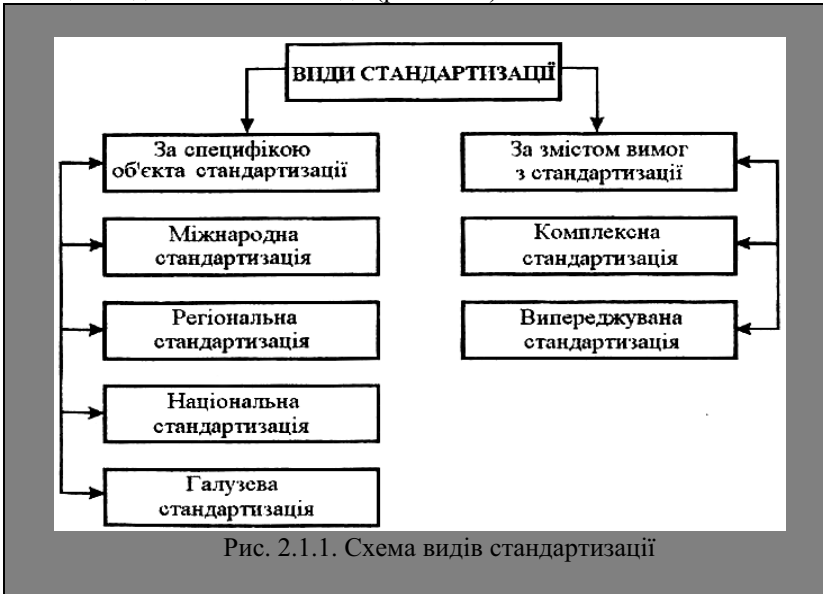 ВИДИ СТАНДАРТИЗАЦІЇ
За специфікою
об'єкта стандартизації
За змістом вимог
з стандартизації
Міжнародна
стандартизація
Комплексна
стандартизація
Регіональна
стандартизація
Випереджувана
стандартизація
Національна
стандартизація
Галузева
стандартизація
Рис. 2.1.1. Схема видів стандартизації